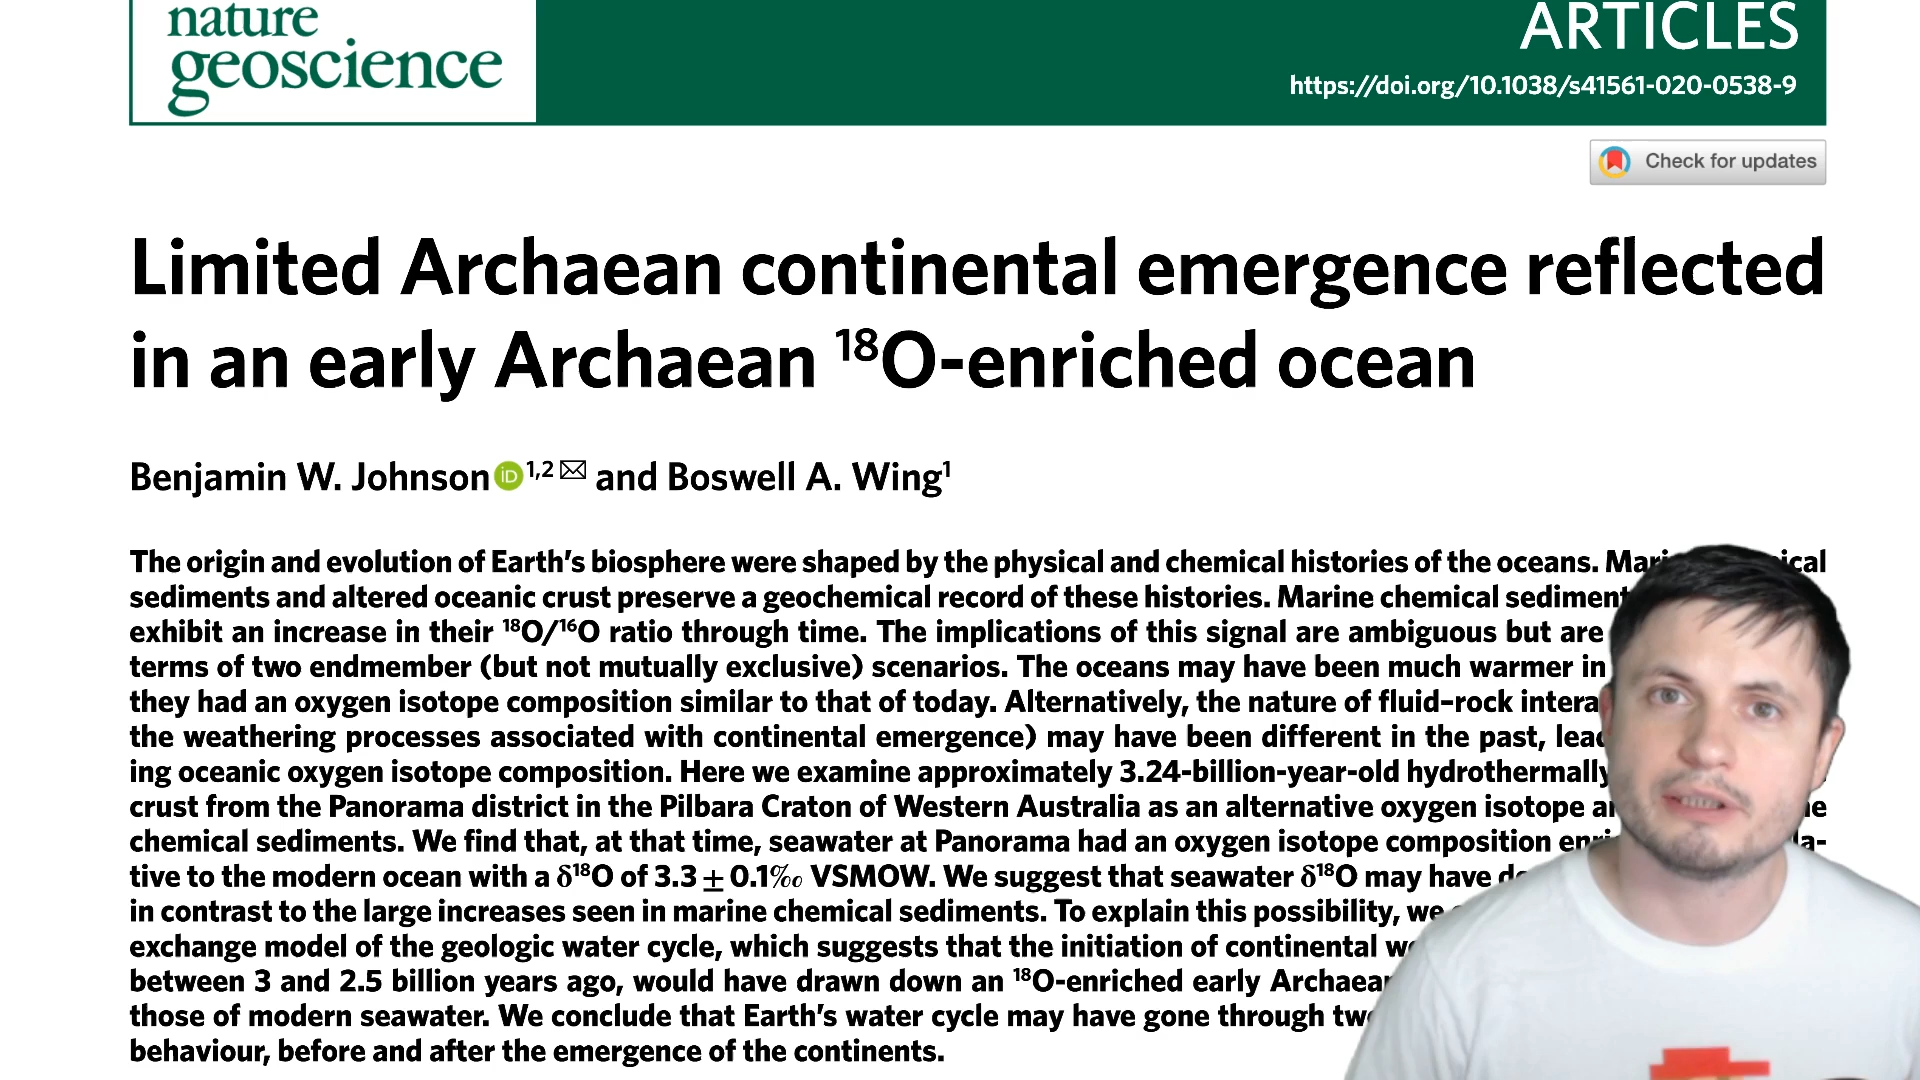 nature
geoscience
ARTICLES
https://doi.org/10.1038/s41561-020-0538-9
Check for updates
Limited Archaean continental emergence reflected
in an early Archaean ¹⁸O-enriched ocean
Benjamin W. Johnson iD 1,2 ✉ and Boswell A. Wing¹
The origin and evolution of Earth's biosphere were shaped by the physical and chemical histories of the oceans.
sediments and altered oceanic crust preserve a geochemical record of these histories. Marine chemical
exhibit an increase in their ¹⁸O/¹⁶O ratio through time. The implications of this signal are ambiguous but are
terms of two endmember (but not mutually exclusive) scenarios. The oceans may have been much warmer in
they had an oxygen isotope composition similar to that of today. Alternatively, the nature of fluid–rock
the weathering processes associated with continental emergence) may have been different in the past,
ing oceanic oxygen isotope composition. Here we examine approximately 3.24-billion-year-old hydrothermally
crust from the Panorama district in the Pilbara Craton of Western Australia as an alternative oxygen isotope
chemical sediments. We find that, at that time, seawater at Panorama had an oxygen isotope composition
tive to the modern ocean with a δ¹⁸O of 3.3 ± 0.1‰ VSMOW. We suggest that seawater δ¹⁸O may have
in contrast to the large increases seen in marine chemical sediments. To explain this possibility, we
exchange model of the geologic water cycle, which suggests that the initiation of continental
between 3 and 2.5 billion years ago, would have drawn down an ¹⁸O-enriched early
those of modern seawater. We conclude that Earth's water cycle may have gone through
behaviour, before and after the emergence of the continents.